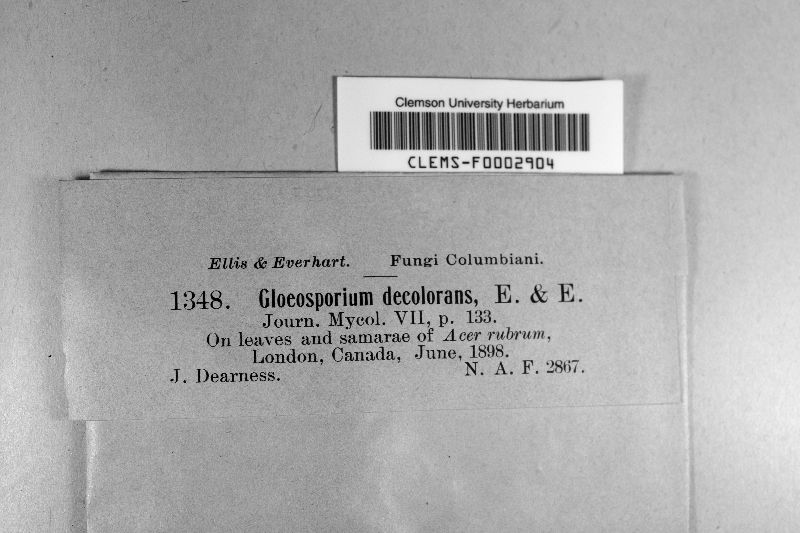 Clemson University Herbarium
CLEMS-F0002904
Ellis & Everhart. Fungi Columbiani.
1348. Gloeosporium decolorans, E. & E.
Journ. Mycol. VII, p. 133.
On leaves and samarae of Acer rubrum,
London, Canada, June, 1898.
J. Dearness. N. A. F. 2867.